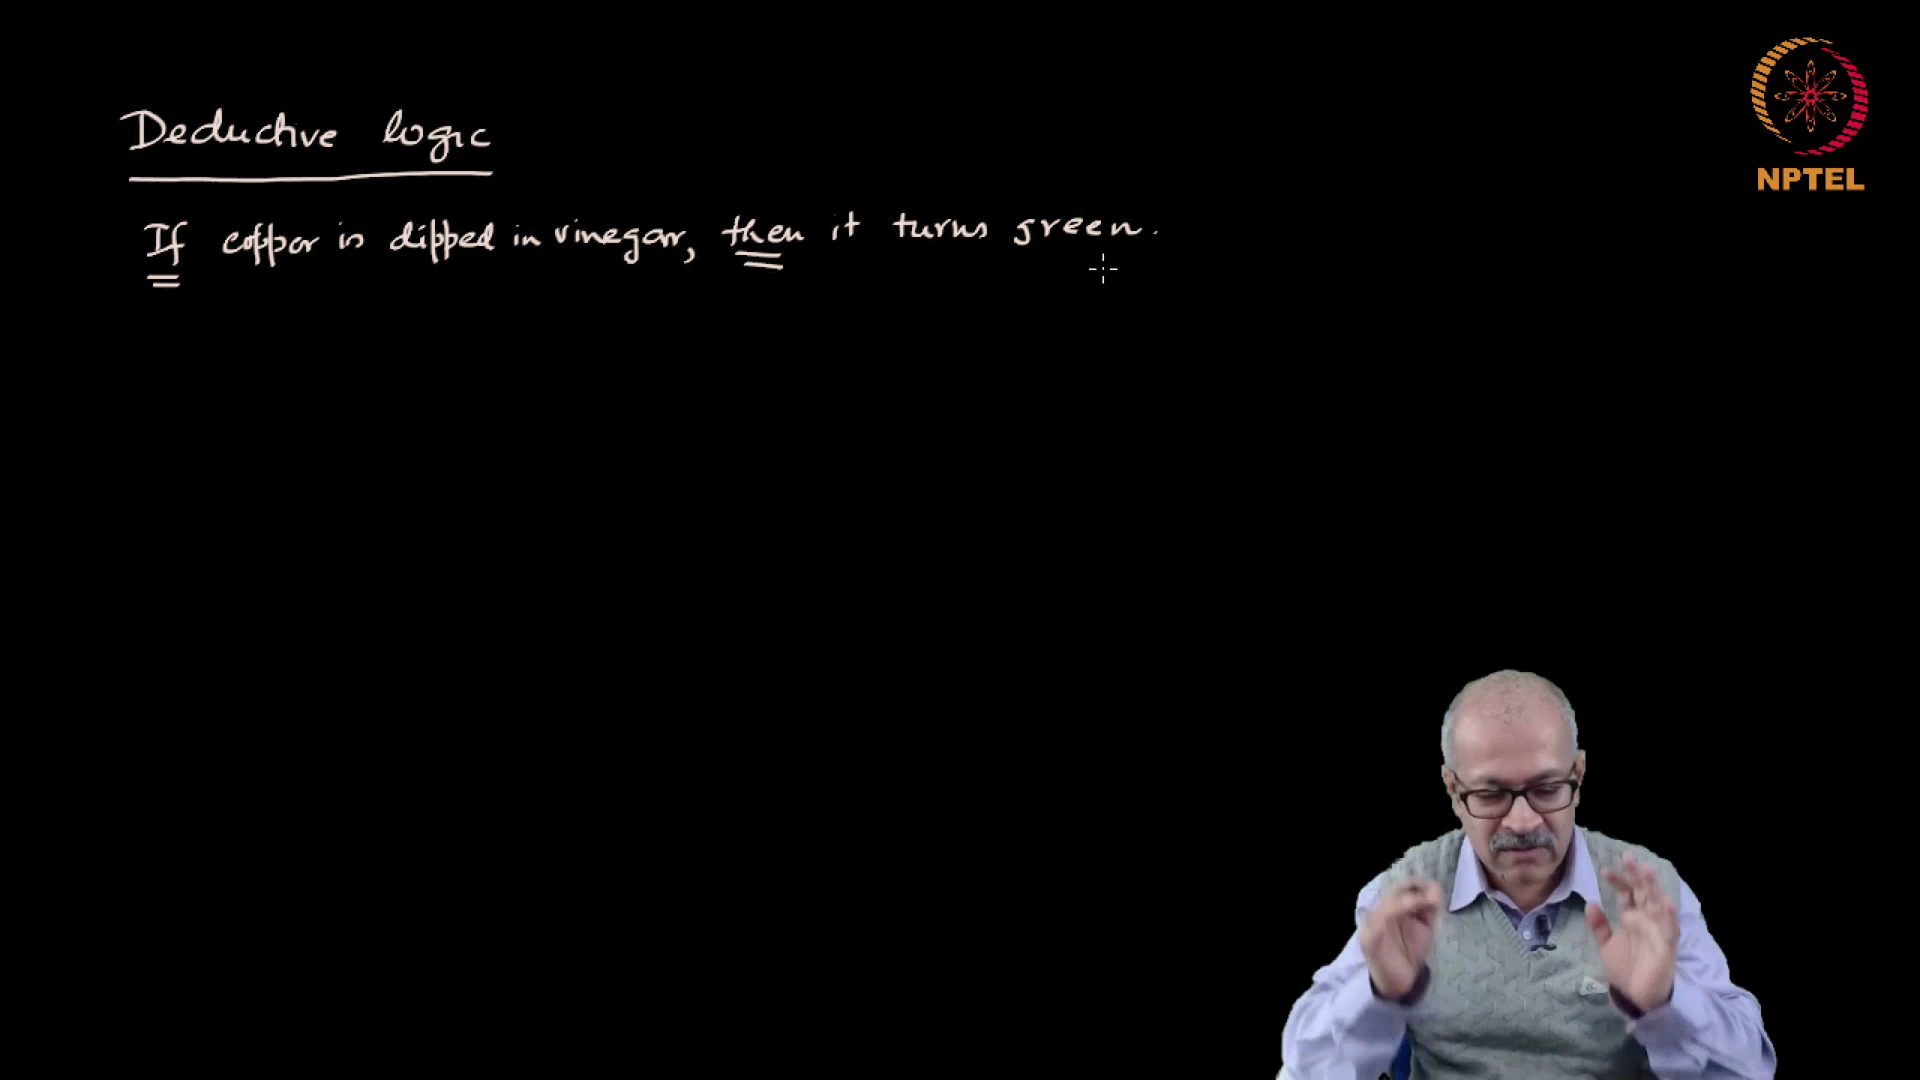 Deductive logic
If copper is dipped in vinegar, then it turns green.
NPTEL